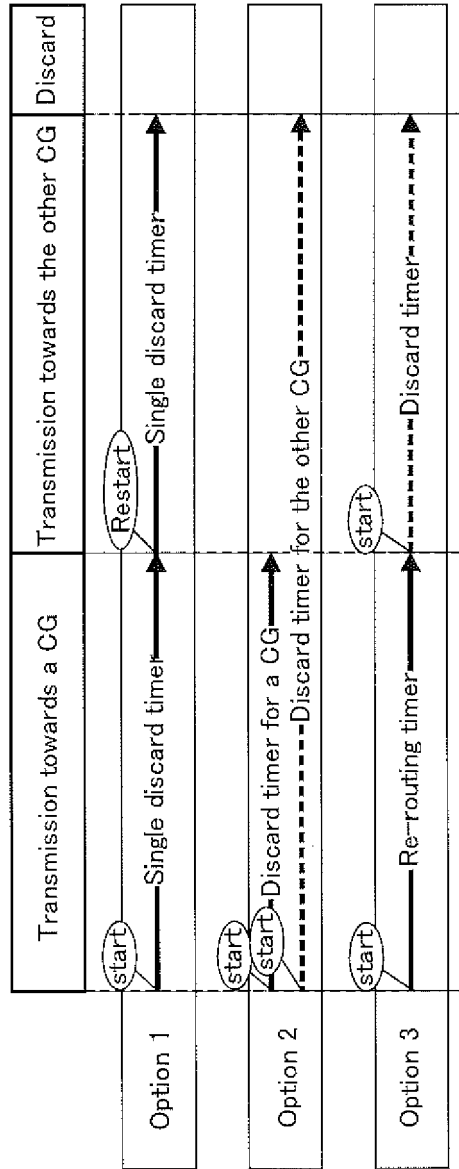 Transmission towards a CG
Transmission towards the other CG
Discard
Option 1
start
Single discard timer
Restart
Single discard timer
Option 2
start
Discard timer for a CG
start
Discard timer for the other CG
Option 3
start
Re-routing timer
start
Discard timer